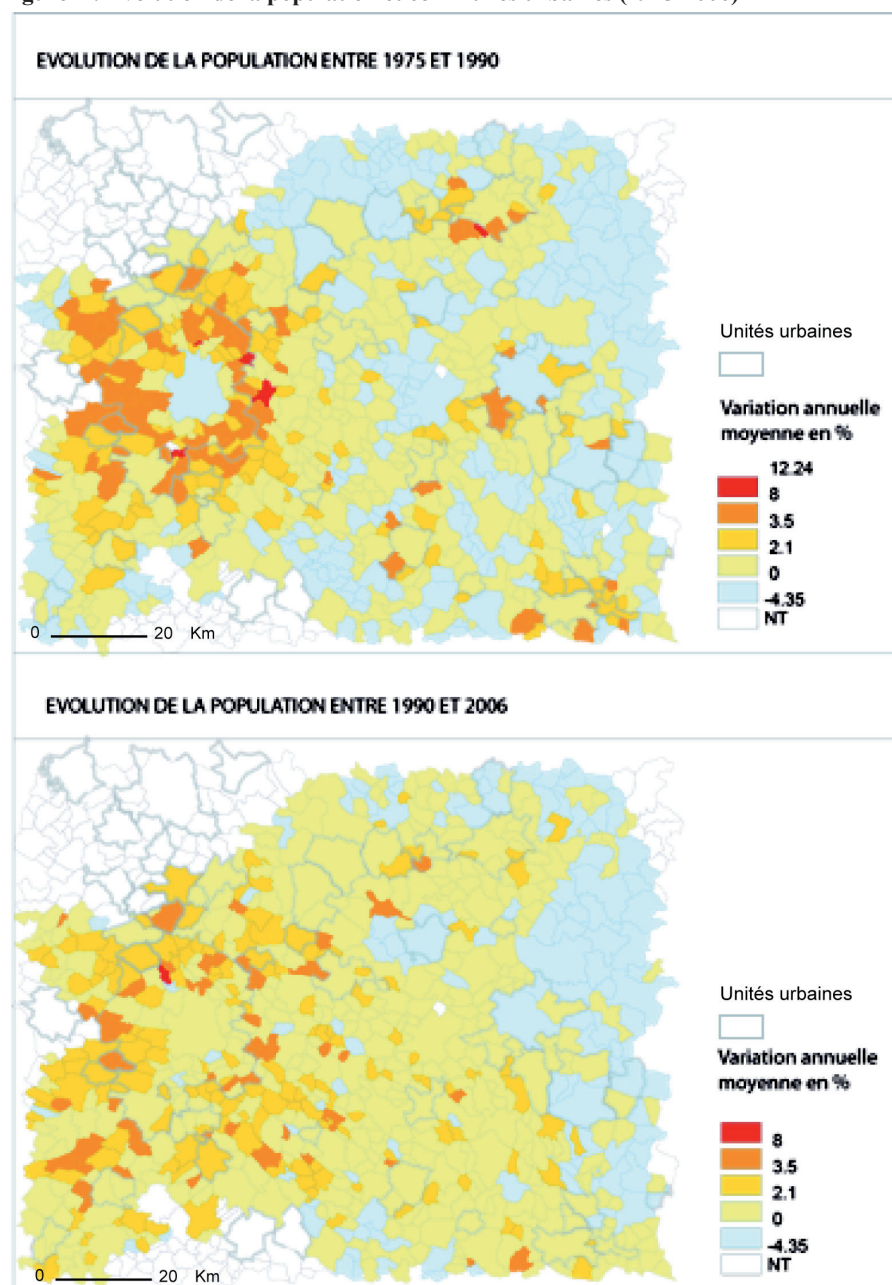 EVOLUTION DE LA POPULATION ENTRE 1975 ET 1990
Unités urbaines
Variation annuelle
moyenne en %
12.24
8
3.5
2.1
0
-4.35
NT
0 20 Km
EVOLUTION DE LA POPULATION ENTRE 1990 ET 2006
Unités urbaines
Variation annuelle
moyenne en %
8
3.5
2.1
0
-4.35
NT
0 20 Km